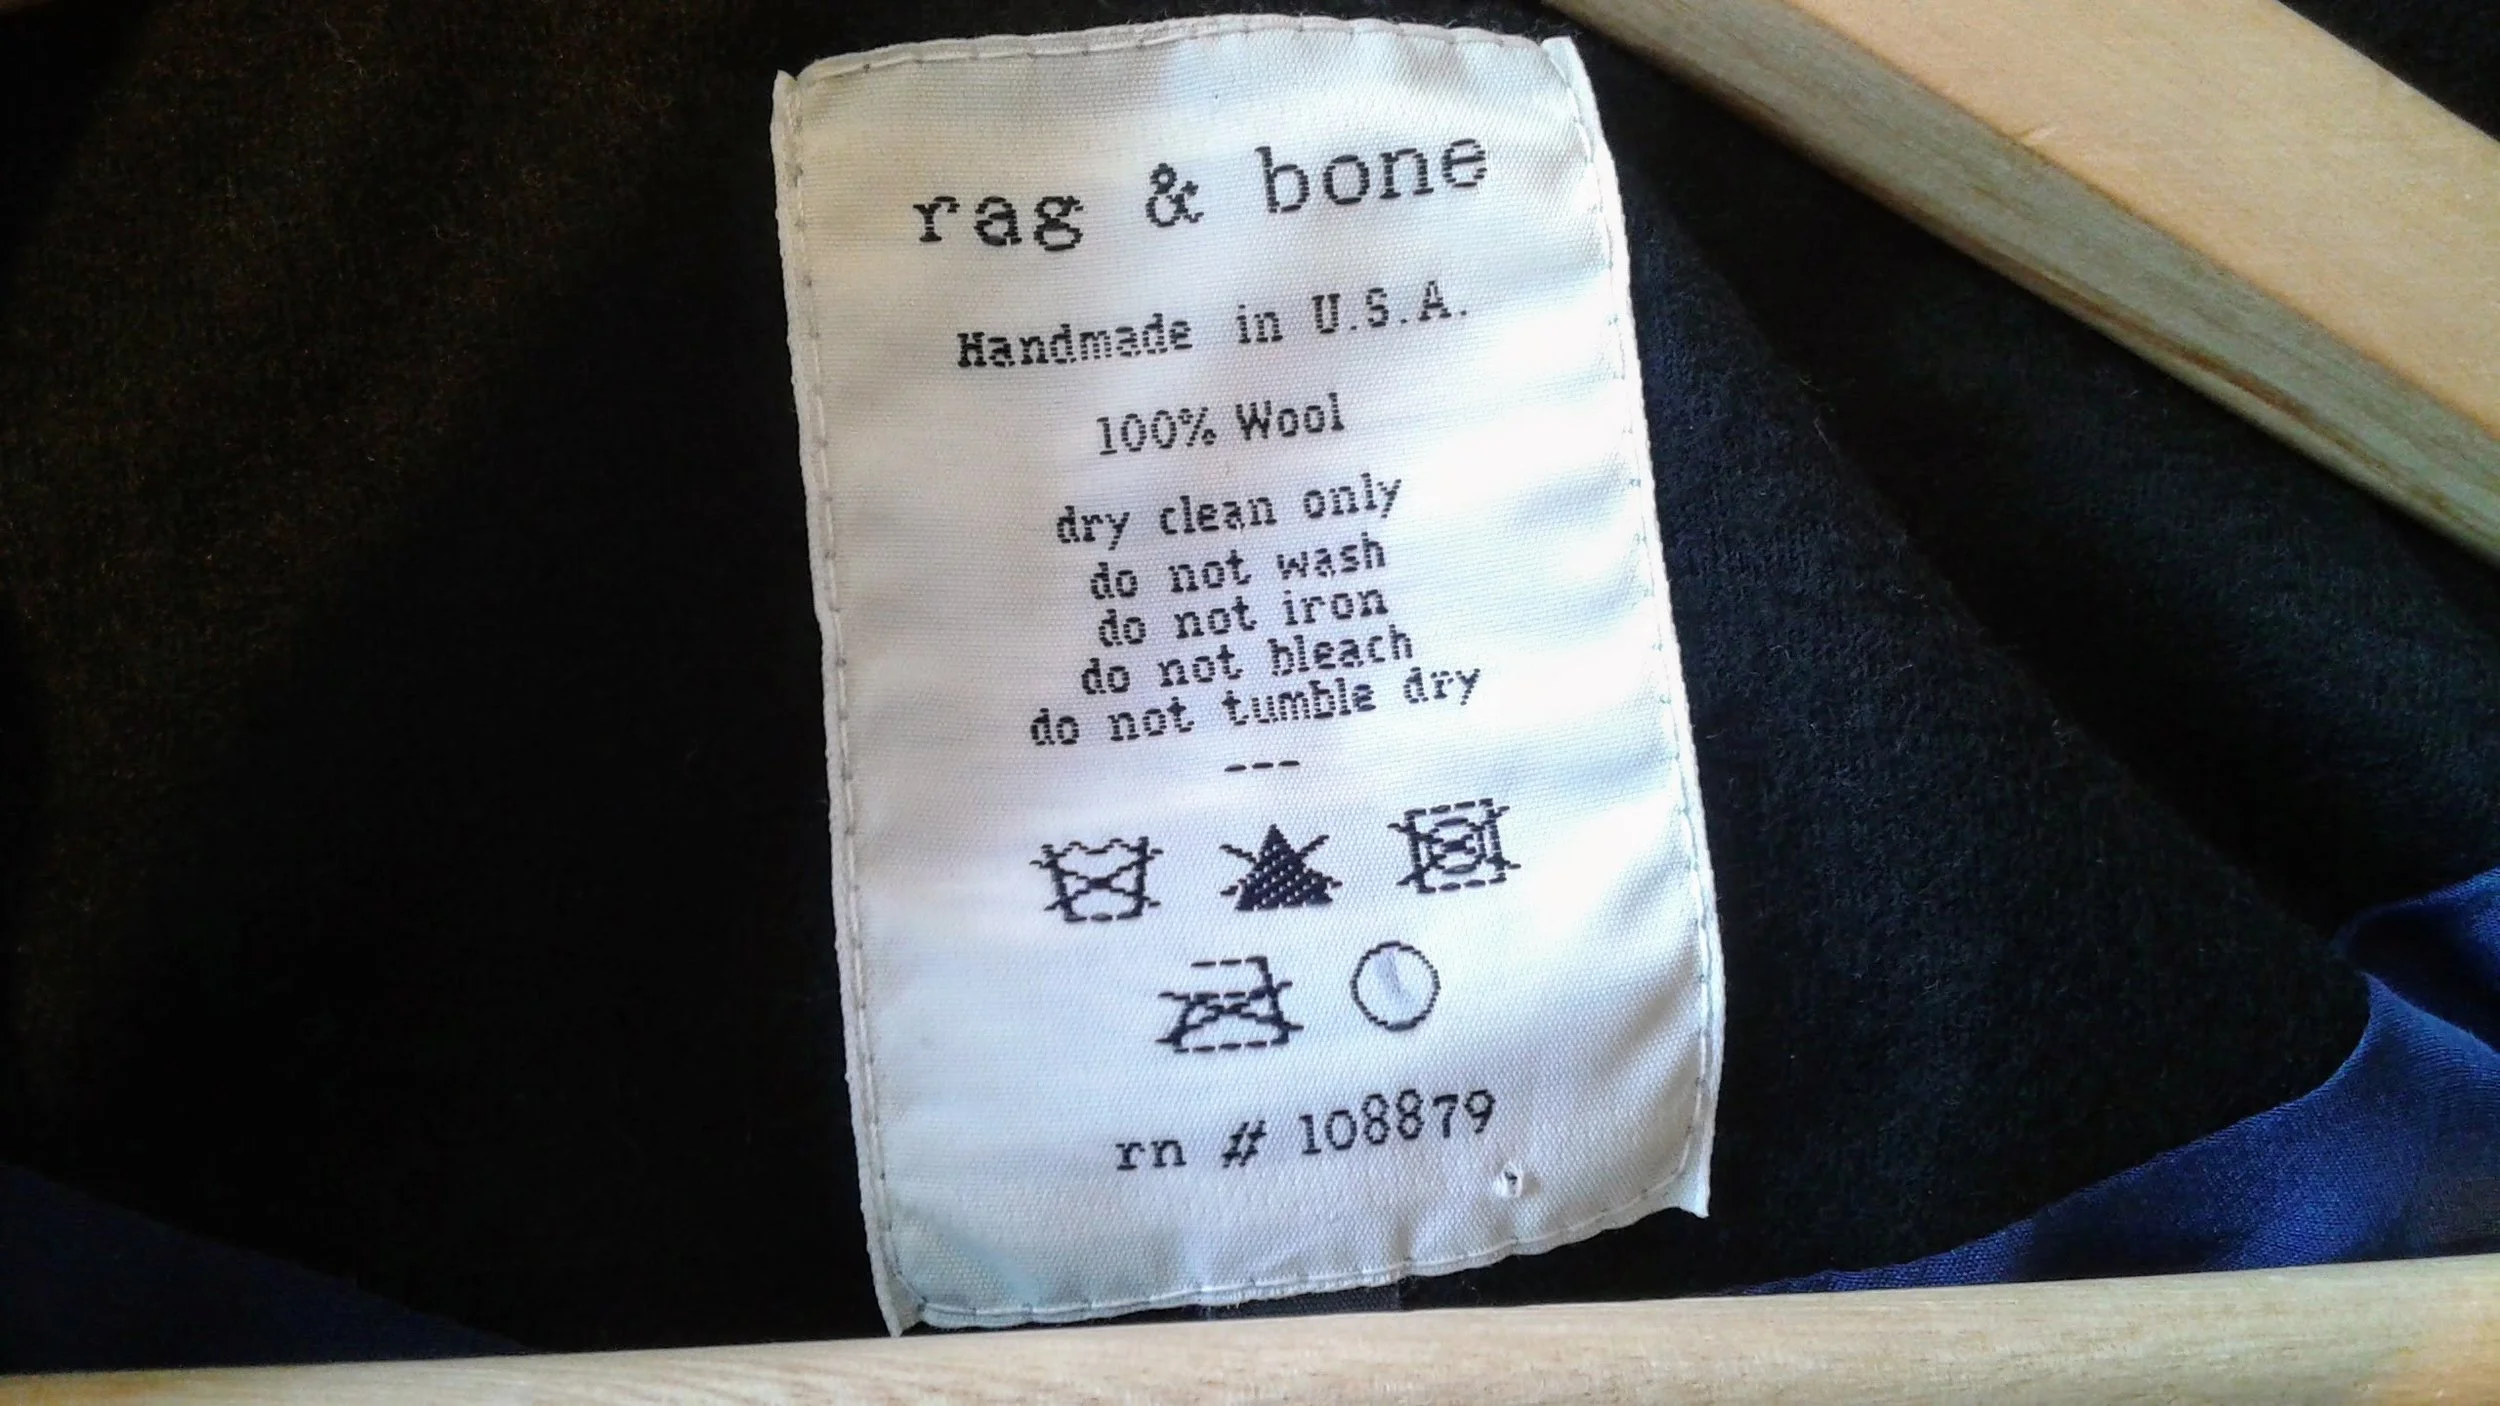 rag & bone
Handmade in U.S.A.
100% Wool
dry clean only
do not wash
do not iron
do not bleach
do not tumble dry
---
rn # 108879